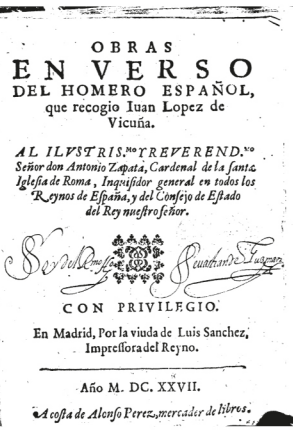 OBRAS
EN VERSO
DEL HOMERO ESPAÑOL,
que recogio Iuan Lopez de
Vicuña.
AL ILVSTRIS.ᴹᵒ Y REVEREND.ᵛᵒ
Señor don Antonio Zapata, Cardenal de la santa
Iglesia de Roma, Inquisidor general en todos los
Reynos de España, y del Consejo de Estado
del Rey nuestro señor.
CON PRIVILEGIO.
En Madrid, Por la viuda de Luis Sanchez,
Impressora del Reyno.
Año M. DC. XXVII.
A costa de Alonso Perez, mercader de libros.